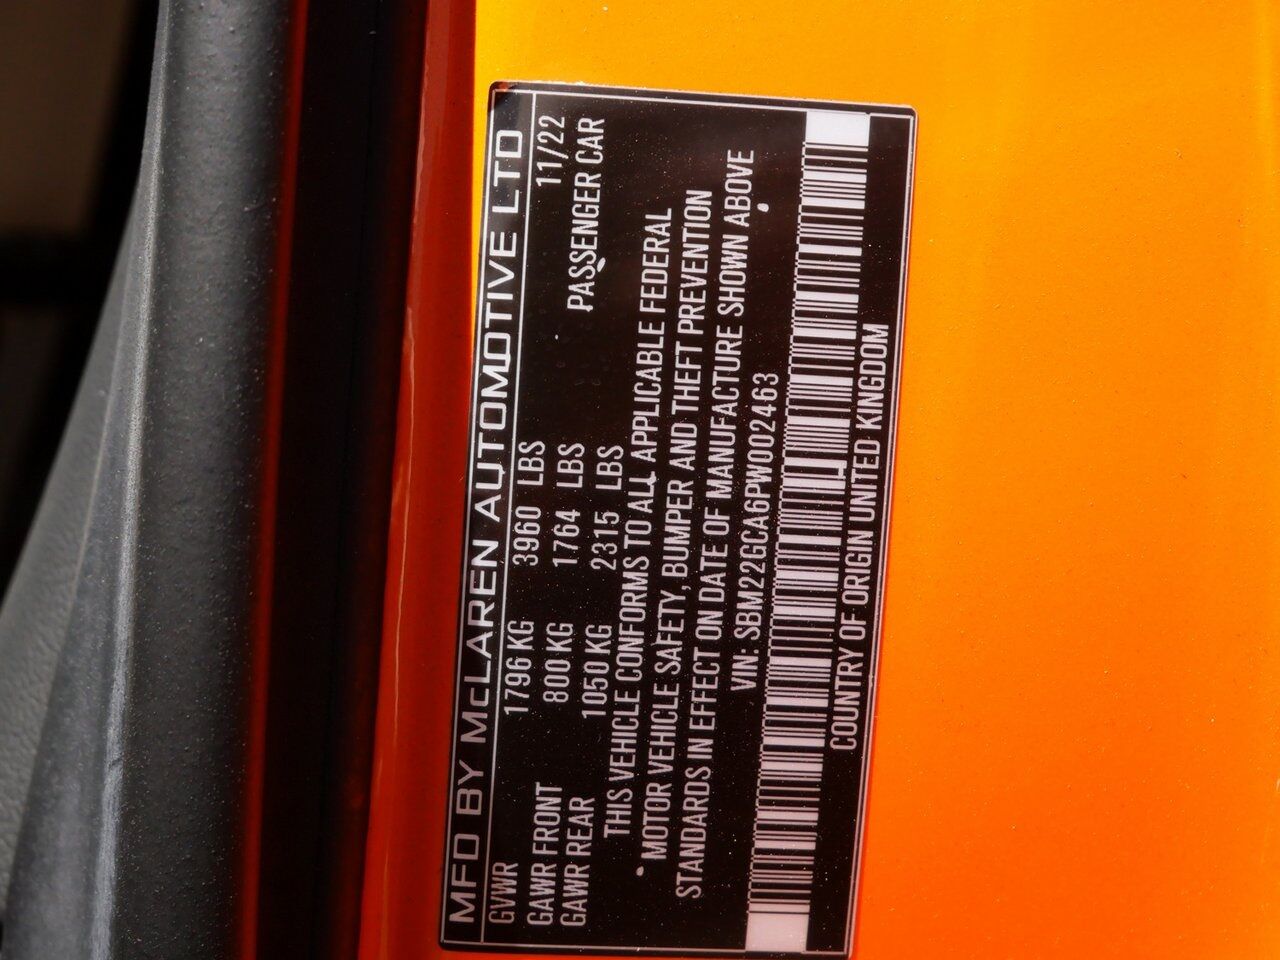 MFD BY McLAREN AUTOMOTIVE LTD
GVWR 1796 KG 3960 LBS 11/22
GAWR FRONT 800 KG 1764 LBS PASSENGER CAR
GAWR REAR 1050 KG 2315 LBS
THIS VEHICLE CONFORMS TO ALL APPLICABLE FEDERAL
MOTOR VEHICLE SAFETY, BUMPER AND THEFT PREVENTION
STANDARDS IN EFFECT ON DATE OF MANUFACTURE SHOWN ABOVE
VIN: SBM22GCA6PW002463
COUNTRY OF ORIGIN UNITED KINGDOM